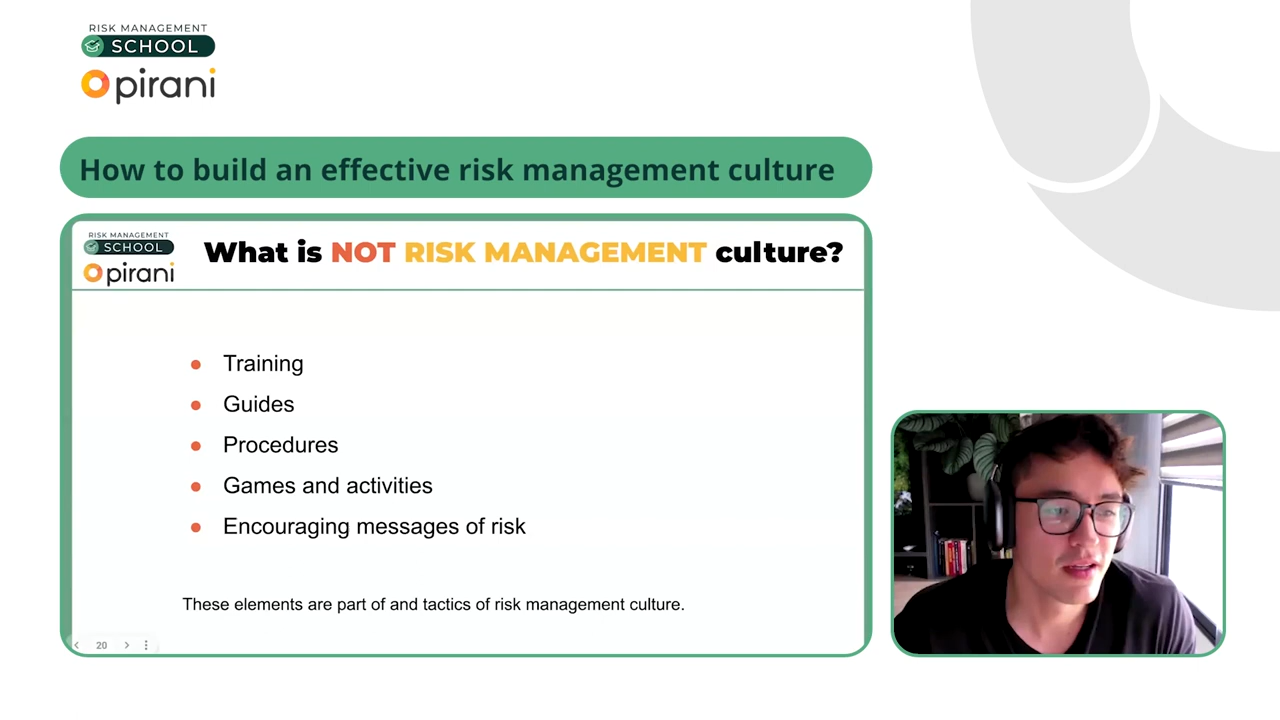 RISK MANAGEMENT
SCHOOL
pirani
How to build an effective risk management culture
RISK MANAGEMENT
SCHOOL
pirani
What is NOT RISK MANAGEMENT culture?
Training
Guides
Procedures
Games and activities
Encouraging messages of risk
These elements are part of and tactics of risk management culture.
20